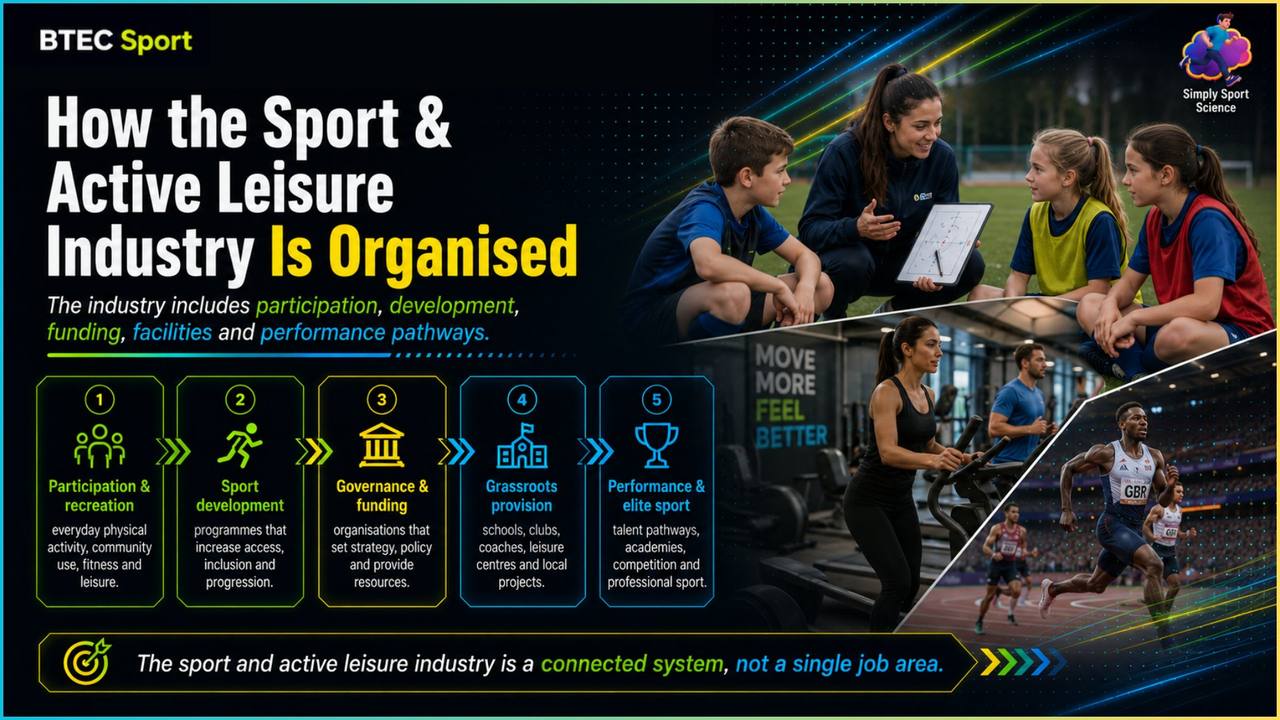 BTEC Sport
Simply Sport
Science
How the Sport &
Active Leisure
Industry Is Organised
The industry includes participation, development,
funding, facilities and performance pathways.
1
Participation &
recreation
everyday physical
activity, community
use, fitness and
leisure.
2
Sport
development
programmes that
increase access,
inclusion and
progression.
3
Governance &
funding
organisations that
set strategy, policy
and provide
resources.
4
Grassroots
provision
schools, clubs,
coaches, leisure
centres and local
projects.
5
Performance &
elite sport
talent pathways,
academies,
competition and
professional sport.
MOVE
MORE
FEEL
BETTER
GBR
The sport and active leisure industry is a connected system, not a single job area.